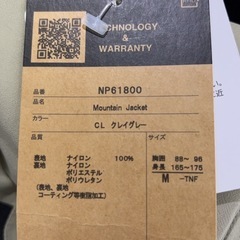 TECHNOLOGY
&
WARRANTY
品番 NP61800
品名 Mountain Jacket
カラー CL クレイグレー
品質 サイズ
表地 ナイロン 100% 胸囲 88~ 96
裏地 ナイロン 身長 165~175
ポリエステル M -TNF
ポリウレタン
(表地、裏地
コーティング等樹脂加工)